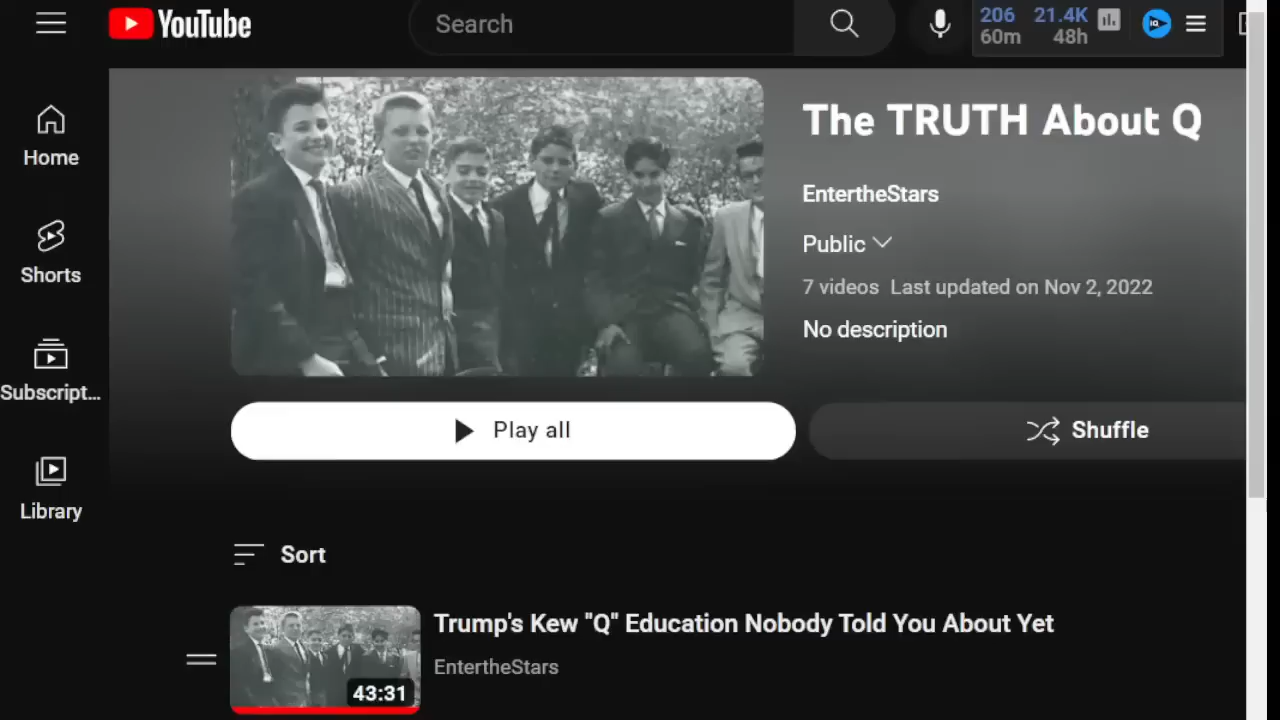 YouTube
Search
206 21.4K
60m 48h
Home
Shorts
Subscript...
Library
The TRUTH About Q
EntertheStars
Public
7 videos Last updated on Nov 2, 2022
No description
Play all
Shuffle
Sort
Trump's Kew "Q" Education Nobody Told You About Yet
EntertheStars
43:31